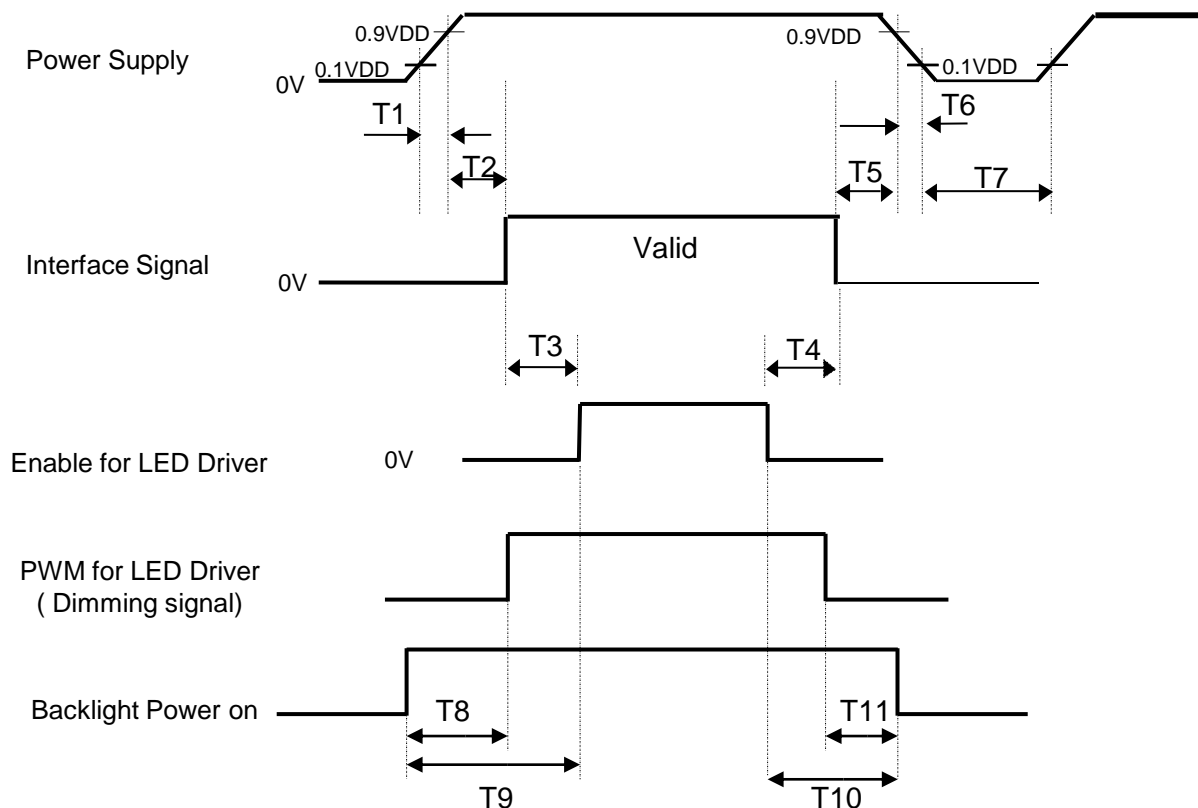 0.9VDD
0.9VDD
Power Supply
0.1VDD
0.1VDD
0V
T1
T6
T2
T5
T7
Valid
Interface Signal
0V
T3
T4
Enable for LED Driver
0V
PWM for LED Driver
( Dimming signal)
Backlight Power on
T8
T11
T9
T10